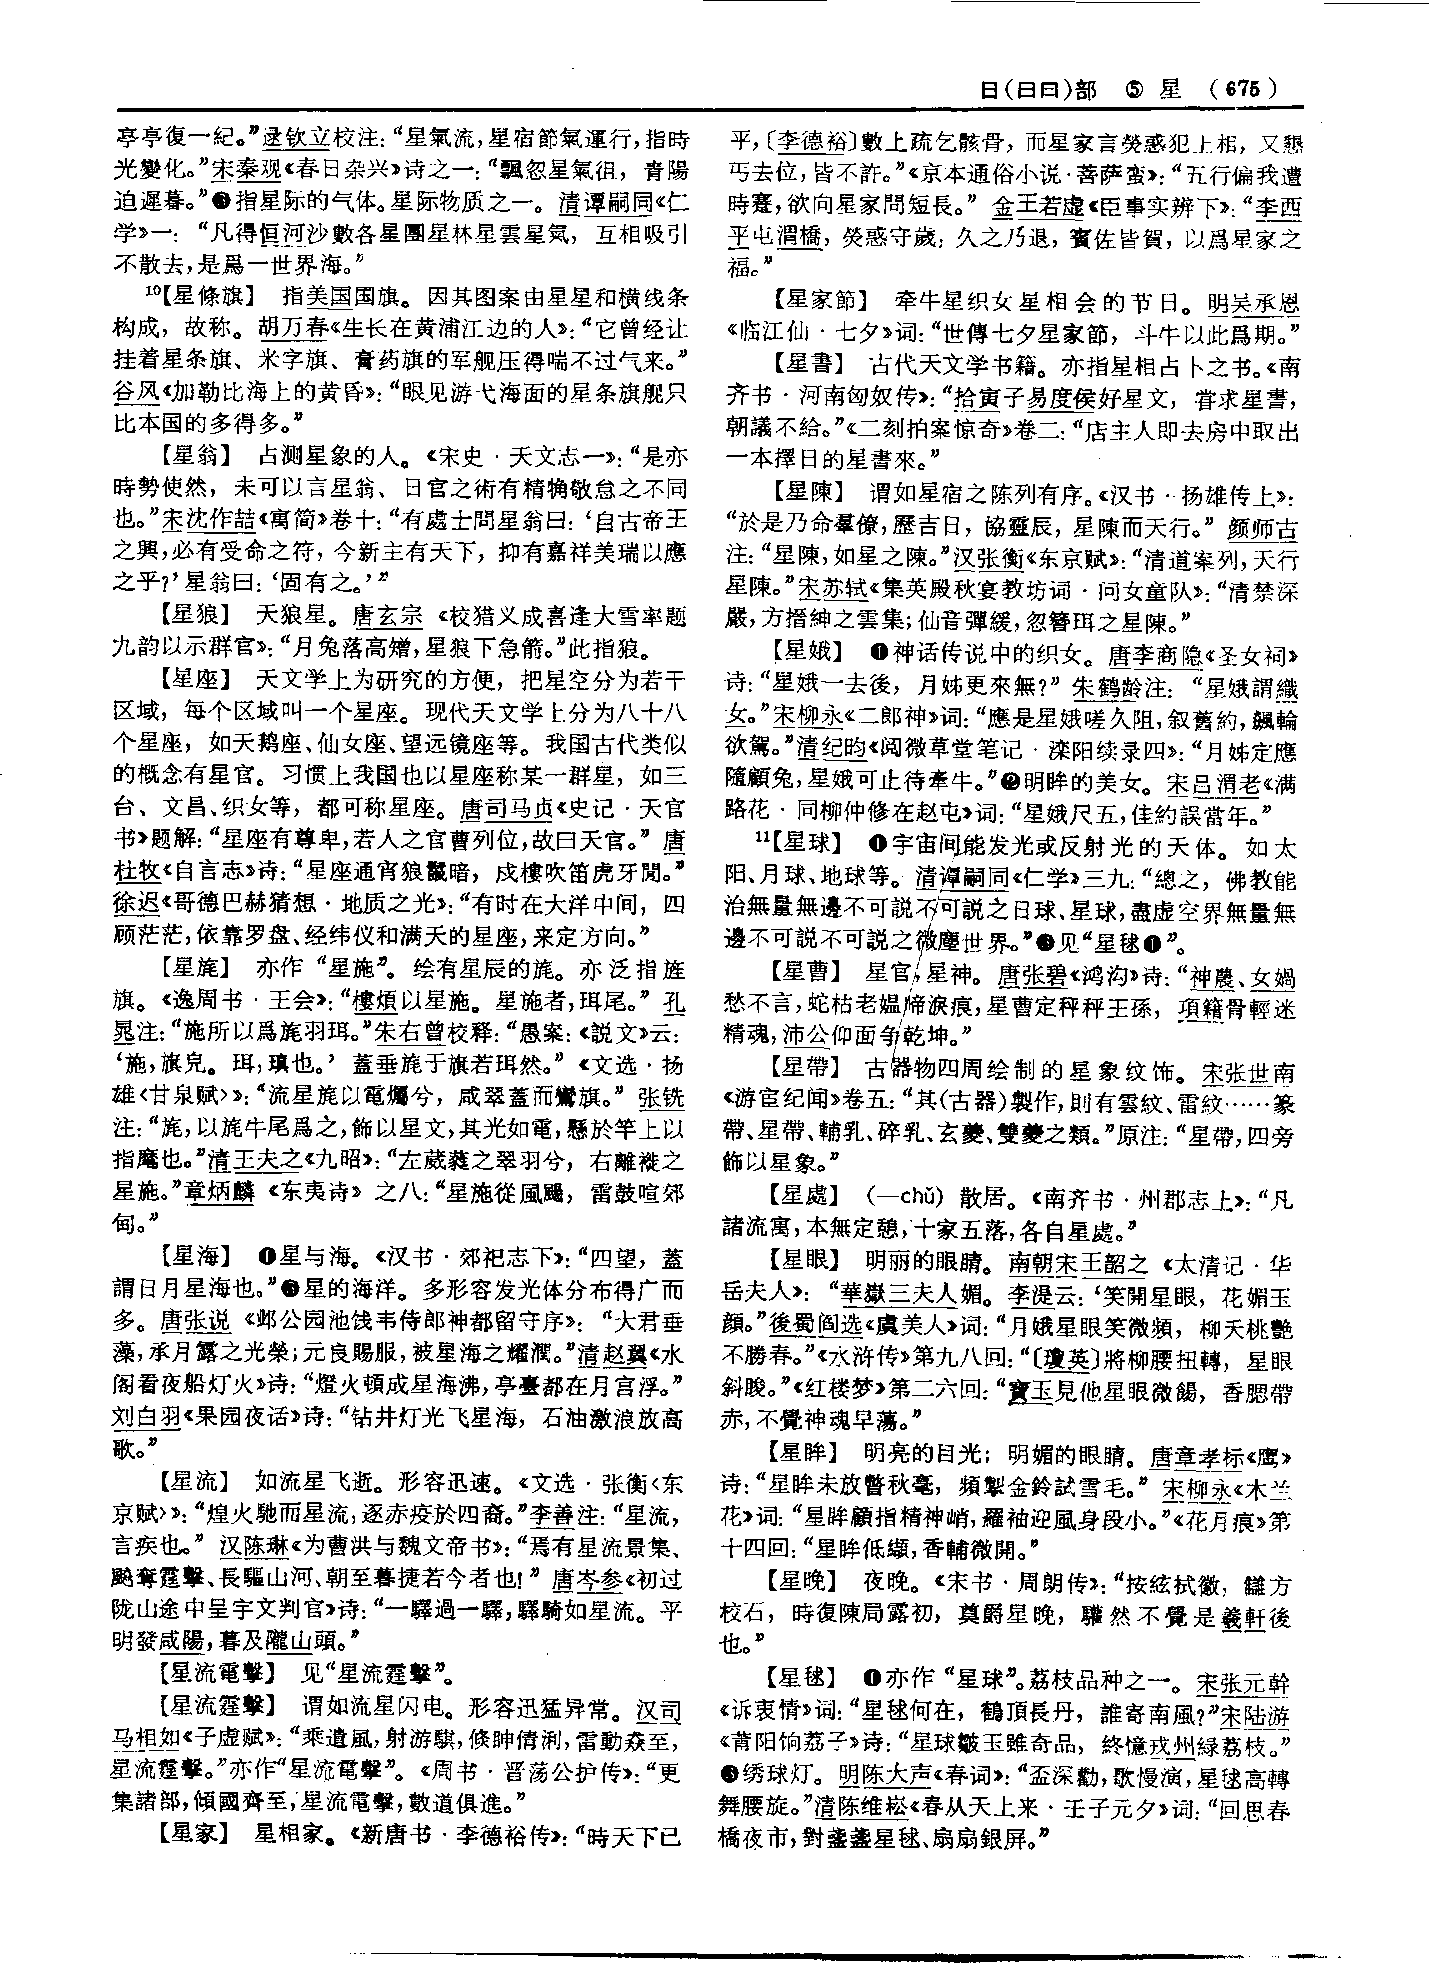 日(日曰)部 ⑤ 星 (675)
亭亭復一紀。”逯钦立校注:“星氣流,星宿節氣運行,指時
光變化。”宋秦观《春日杂兴》诗之一:“飄忽星氣徂,青陽
迫遲暮。”❸指星际的气体。星际物质之一。清谭嗣同《仁
学》一:“凡得恒河沙數各星團星林星雲星氣,互相吸引
不散去,是爲一世界海。”
¹⁰【星條旗】 指美国国旗。因其图案由星星和横线条
构成,故称。胡万春《生长在黄浦江边的人》:“它曾经让
挂着星条旗、米字旗、膏药旗的军舰压得喘不过气来。”
谷风《加勒比海上的黄昏》:“眼见游弋海面的星条旗舰只
比本国的多得多。”
【星翁】 占测星象的人。《宋史·天文志一》:“是亦
時勢使然,未可以言星翁、日官之術有精觕敬怠之不同
也。”宋沈作喆《寓简》卷十:“有處士問星翁曰:‘自古帝王
之興,必有受命之符,今新主有天下,抑有嘉祥美瑞以應
之乎?’星翁曰:‘固有之。’”
【星狼】 天狼星。唐玄宗《校猎义成喜逢大雪率题
九韵以示群官》:“月兔落高矰,星狼下急箭。”此指狼。
【星座】 天文学上为研究的方便,把星空分为若干
区域,每个区域叫一个星座。现代天文学上分为八十八
个星座,如天鹅座、仙女座、望远镜座等。我国古代类似
的概念有星官。习惯上我国也以星座称某一群星,如三
台、文昌、织女等,都可称星座。唐司马贞《史记·天官
书》题解:“星座有尊卑,若人之官曹列位,故曰天官。”唐
杜牧《自言志》诗:“星座通宵狼鬣暗,戍樓吹笛虎牙閒。”
徐迟《哥德巴赫猜想·地质之光》:“有时在大洋中间,四
顾茫茫,依靠罗盘、经纬仪和满天的星座,来定方向。”
【星旄】 亦作“星施”。绘有星辰的旄。亦泛指旌
旗。《逸周书·王会》:“樓煩以星施。星施者,珥尾。”孔
晁注:“施所以爲旄羽珥。”朱右曾校释:“愚案:《説文》云:
‘施,旗皃。珥,瑱也。’蓋垂旄于旗若珥然。”《文选·扬
雄〈甘泉赋〉》:“流星旄以電爥兮,咸翠蓋而鸞旗。”张铣
注:“旄,以旄牛尾爲之,飾以星文,其光如電,懸於竿上以
指麾也。”清王夫之《九昭》:“左葳蕤之翠羽兮,右離褷之
星施。”章炳麟《东夷诗》之八:“星施從風颺,雷鼓喧郊
甸。”
【星海】 ❶星与海。《汉书·郊祀志下》:“四望,蓋
謂日月星海也。”❷星的海洋。多形容发光体分布得广而
多。唐张说《邺公园池饯韦侍郎神都留守序》:“大君垂
藻,承月露之光榮;元良賜服,被星海之耀潤。”清赵翼《水
阁看夜船灯火》诗:“燈火頓成星海沸,亭臺都在月宫浮。”
刘白羽《果园夜话》诗:“钻井灯光飞星海,石油激浪放高
歌。”
【星流】 如流星飞逝。形容迅速。《文选·张衡〈东
京赋〉》:“煌火馳而星流,逐赤疫於四裔。”李善注:“星流,
言疾也。”汉陈琳《为曹洪与魏文帝书》:“焉有星流景集、
飈奪霆擊、長驅山河、朝至暮捷若今者也!”唐岑参《初过
陇山途中呈宇文判官》诗:“一驛過一驛,驛騎如星流。平
明發咸陽,暮及隴山頭。”
【星流電擊】 见“星流霆擊”。
【星流霆擊】 谓如流星闪电。形容迅猛异常。汉司
马相如《子虚赋》:“乘遺風,射游騏,倏眒倩浰,雷動猋至,
星流霆擊。”亦作“星流電擊”。《周书·晋荡公护传》:“更
集諸部,傾國齊至,星流電擊,數道俱進。”
【星家】 星相家。《新唐书·李德裕传》:“時天下已
平,〔李德裕〕數上疏乞骸骨,而星家言熒惑犯上相,又懇
丐去位,皆不許。”《京本通俗小说·菩萨蛮》:“五行偏我遭
時蹇,欲向星家問短長。”金王若虚《臣事实辨下》:“李西
平屯渭橋,熒惑守歲;久之乃退,賓佐皆賀,以爲星家之
福。”
【星家節】 牵牛星织女星相会的节日。明吴承恩
《临江仙·七夕》词:“世傳七夕星家節,斗牛以此爲期。”
【星書】 古代天文学书籍。亦指星相占卜之书。《南
齐书·河南匈奴传》:“拾寅子易度侯好星文,嘗求星書,
朝議不給。”《二刻拍案惊奇》卷二:“店主人即去房中取出
一本擇日的星書來。”
【星陳】 谓如星宿之陈列有序。《汉书·扬雄传上》:
“於是乃命羣僚,歷吉日,協靈辰,星陳而天行。”颜师古
注:“星陳,如星之陳。”汉张衡《东京赋》:“清道案列,天行
星陳。”宋苏轼《集英殿秋宴教坊词·问女童队》:“清禁深
嚴,方搢紳之雲集;仙音彈緩,忽簪珥之星陳。”
【星娥】 ❶神话传说中的织女。唐李商隐《圣女祠》
诗:“星娥一去後,月姊更來無?”朱鹤龄注:“星娥謂織
女。”宋柳永《二郎神》词:“應是星娥嗟久阻,叙舊約,飆輪
欲駕。”清纪昀《阅微草堂笔记·滦阳续录四》:“月姊定應
隨顧兔,星娥可止待牽牛。”❷明眸的美女。宋吕渭老《满
路花·同柳仲修在赵屯》词:“星娥尺五,佳約誤當年。”
¹¹【星球】 ❶宇宙间能发光或反射光的天体。如太
阳、月球、地球等。清谭嗣同《仁学》三九:“總之,佛教能
治無量無邊不可説不可説之日球、星球,盡虚空界無量無
邊不可説不可説之微塵世界。”❷见“星毬❶”。
【星曹】 星官,星神。唐张碧《鸿沟》诗:“神農、女媧
愁不言,蛇枯老媪啼淚痕,星曹定秤秤王孫,項籍骨輕迷
精魂,沛公仰面争乾坤。”
【星帶】 古器物四周绘制的星象纹饰。宋张世南
《游宦纪闻》卷五:“其(古器)製作,則有雲紋、雷紋……篆
帶、星帶、輔乳、碎乳、玄夔、雙夔之類。”原注:“星帶,四旁
飾以星象。”
【星處】 (—chǔ) 散居。《南齐书·州郡志上》:“凡
諸流寓,本無定憩,十家五落,各自星處。”
【星眼】 明丽的眼睛。南朝宋王韶之《太清记·华
岳夫人》:“華嶽三夫人媚。李湜云:‘笑開星眼,花媚玉
顔。”後蜀阎选《虞美人》词:“月娥星眼笑微頻,柳夭桃艷
不勝春。”《水浒传》第九八回:“〔瓊英〕將柳腰扭轉,星眼
斜睃。”《红楼梦》第二六回:“寶玉見他星眼微餳,香腮帶
赤,不覺神魂早蕩。”
【星眸】 明亮的目光;明媚的眼睛。唐章孝标《鹰》
诗:“星眸未放瞥秋毫,頻掣金鈴試雪毛。”宋柳永《木兰
花》词:“星眸顧指精神峭,羅袖迎風身段小。”《花月痕》第
十四回:“星眸低纈,香輔微開。”
【星晚】 夜晚。《宋书·周朗传》:“按絃拭徽,讎方
校石,時復陳局露初,奠爵星晚,驩然不覺是羲軒後
也。”
【星毬】 ❶亦作“星球”。荔枝品种之一。宋张元幹
《诉衷情》词:“星毬何在,鶴頂長丹,誰寄南風?”宋陆游
《莆阳饷荔子》诗:“星球皺玉雖奇品,終憶戎州緑荔枝。”
❷绣球灯。明陈大声《春词》:“盃深勸,歌慢演,星毬高轉
舞腰旋。”清陈维崧《春从天上来·壬子元夕》词:“回思春
橋夜市,對盞盞星毬、扇扇銀屏。”